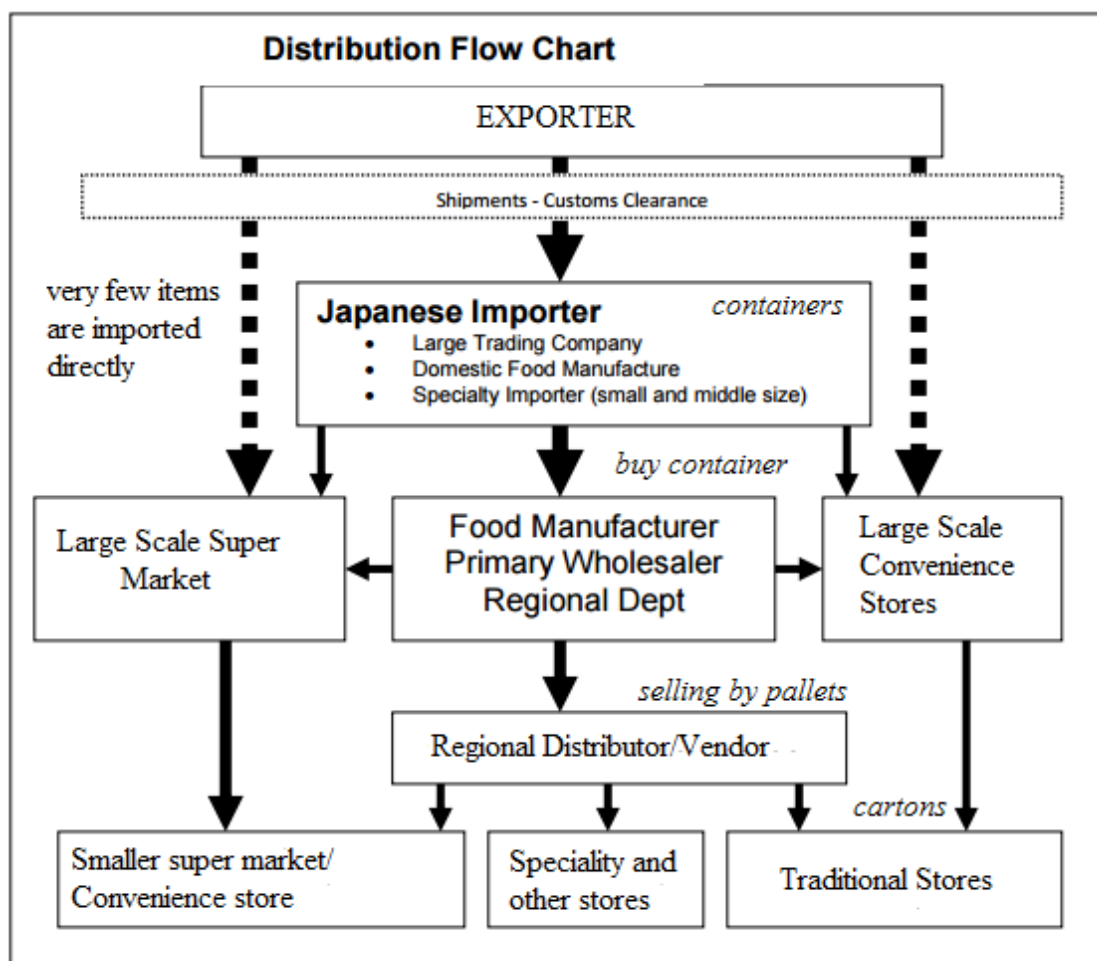 Distribution Flow Chart
EXPORTER
Shipments - Customs Clearance
very few items
are imported
directly
Japanese Importer
containers
• Large Trading Company
• Domestic Food Manufacture
• Specialty Importer (small and middle size)
buy container
Large Scale Super
Market
Food Manufacturer
Primary Wholesaler
Regional Dept
Large Scale
Convenience
Stores
selling by pallets
Regional Distributor/Vendor
cartons
Smaller super market/
Convenience store
Speciality and
other stores
Traditional Stores